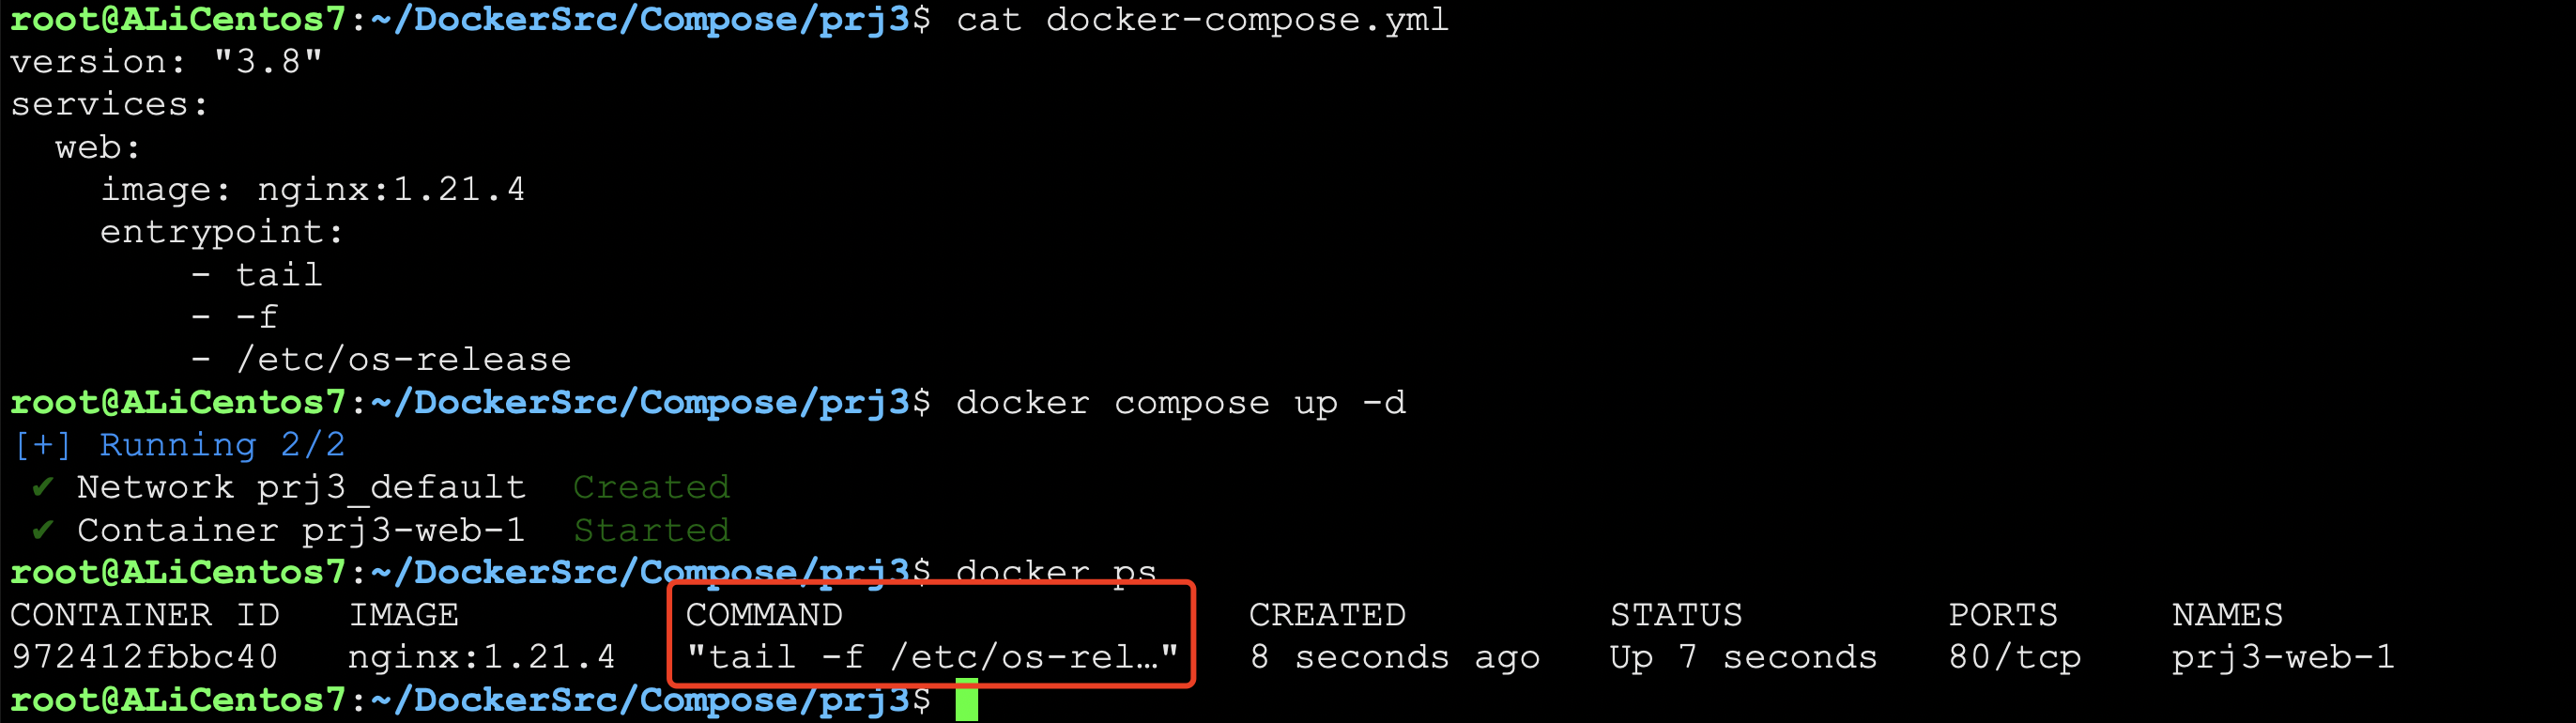 root@ALiCentos7:~/DockerSrc/Compose/prj3$ cat docker-compose.yml
version: "3.8"
services:
  web:
    image: nginx:1.21.4
    entrypoint:
        - tail
        - -f
        - /etc/os-release
root@ALiCentos7:~/DockerSrc/Compose/prj3$ docker compose up -d
[+] Running 2/2
 ✔ Network prj3_default  Created
 ✔ Container prj3-web-1  Started
root@ALiCentos7:~/DockerSrc/Compose/prj3$ docker ps
CONTAINER ID   IMAGE          COMMAND                  CREATED         STATUS         PORTS     NAMES
972412fbbc40   nginx:1.21.4   "tail -f /etc/os-rel…"   8 seconds ago   Up 7 seconds   80/tcp    prj3-web-1
root@ALiCentos7:~/DockerSrc/Compose/prj3$